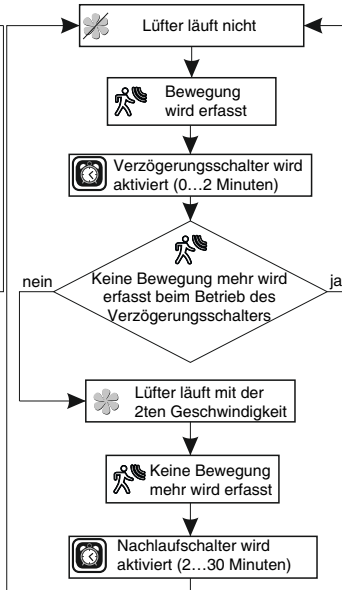 Lüfter läuft nicht
Bewegung
wird erfasst
Verzögerungsschalter wird
aktiviert (0...2 Minuten)
nein
Keine Bewegung mehr wird
erfasst beim Betrieb des
Verzögerungsschalters
ja
Lüfter läuft mit der
2ten Geschwindigkeit
Keine Bewegung
mehr wird erfasst
Nachlaufschalter wird
aktiviert (2...30 Minuten)